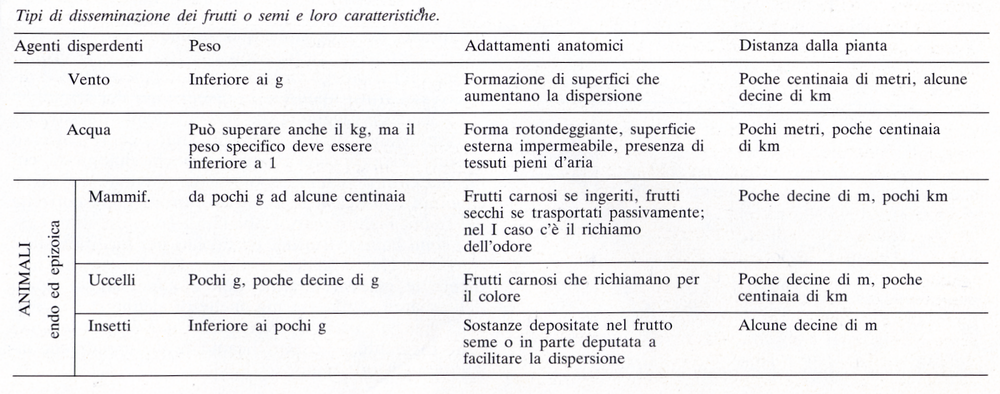 Tipi di disseminazione dei frutti o semi e loro caratteristiche.
Agenti disperdenti Peso Adattamenti anatomici Distanza dalla pianta
Vento Inferiore ai g Formazione di superfici che Poche centinaia di metri, alcune
aumentano la dispersione decine di km
Acqua Può superare anche il kg, ma il Forma rotondeggiante, superficie Pochi metri, poche centinaia
peso specifico deve essere esterna impermeabile, presenza di di km
inferiore a 1 tessuti pieni d'aria
ANIMALI
endo ed epizoica
Mammif. da pochi g ad alcune centinaia Frutti carnosi se ingeriti, frutti Poche decine di m, pochi km
secchi se trasportati passivamente;
nel I caso c'è il richiamo
dell'odore
Uccelli Pochi g, poche decine di g Frutti carnosi che richiamano per Poche decine di m, poche
il colore centinaia di km
Insetti Inferiore ai pochi g Sostanze depositate nel frutto Alcune decine di m
seme o in parte deputata a
facilitare la dispersione